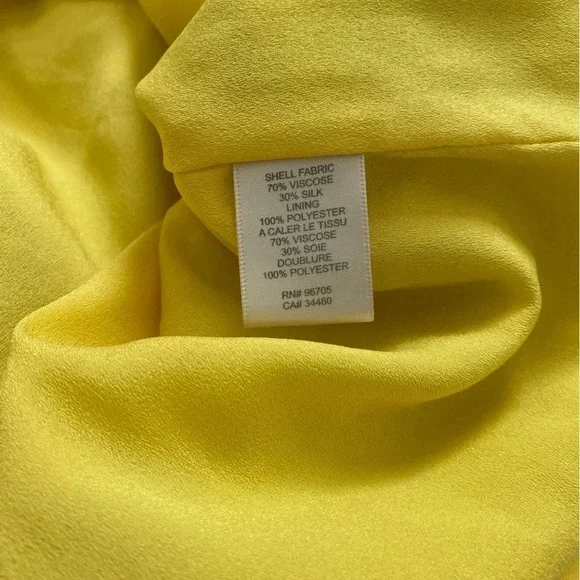 SHELL FABRIC
70% VISCOSE
30% SILK
LINING
100% POLYESTER
A CALER LE TISSU
70% VISCOSE
30% SOIE
DOUBLURE
100% POLYESTER
RN# 96705
CA# 34460